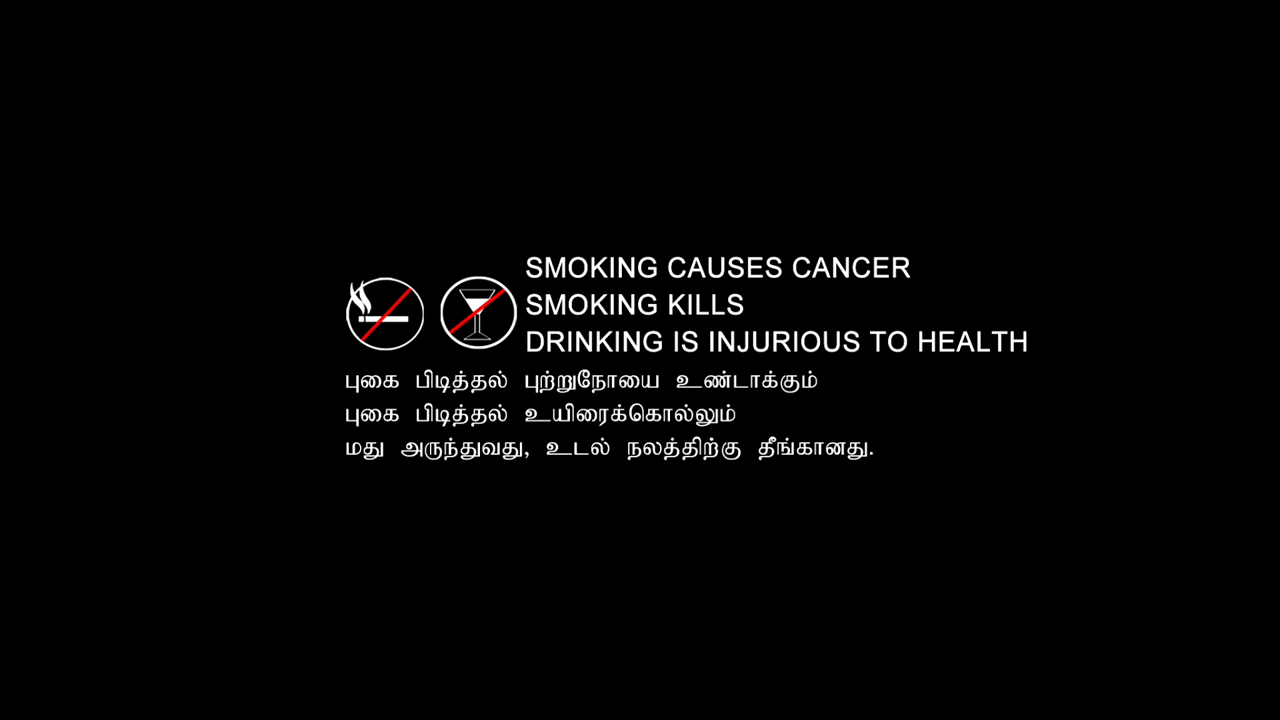 SMOKING CAUSES CANCER
SMOKING KILLS
DRINKING IS INJURIOUS TO HEALTH
புகை பிடித்தல் புற்றுநோயை உண்டாக்கும்
புகை பிடித்தல் உயிரைக்கொல்லும்
மது அருந்துவது, உடல் நலத்திற்கு தீங்கானது.